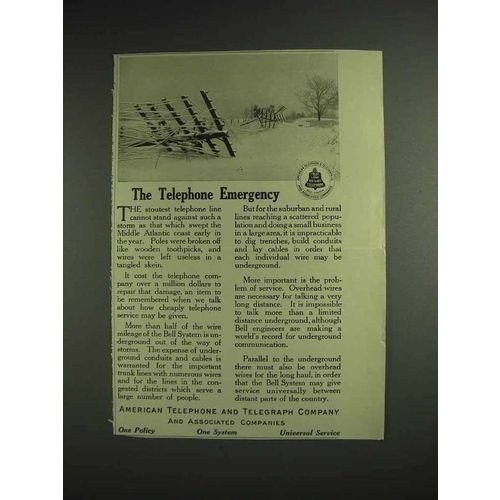 The Telephone Emergency
THE stoutest telephone line
cannot stand against such a
storm as that which swept the
Middle Atlantic coast early in
the year. Poles were broken off
like wooden toothpicks, and
wires were left useless in a
tangled skein.
It cost the telephone com-
pany over a million dollars to
repair that damage, an item to
be remembered when we talk
about how cheaply telephone
service may be given.
More than half of the wire
mileage of the Bell System is un-
derground out of the way of
storms. The expense of under-
ground conduits and cables is
warranted for the important
trunk lines with numerous wires
and for the lines in the con-
gested districts which serve a
large number of people.
But for the suburban and rural
lines reaching a scattered popu-
lation and doing a small business
in a large area, it is impracticable
to dig trenches, build conduits
and lay cables in order that
each individual wire may be
underground.
More important is the prob-
lem of service. Overhead wires
are necessary for talking a very
long distance. It is impossible
to talk more than a limited
distance underground, although
Bell engineers are making a
world's record for underground
communication.
Parallel to the underground
there must also be overhead
wires for the long haul, in order
that the Bell System may give
service universally between
distant parts of the country.
AMERICAN TELEPHONE AND TELEGRAPH COMPANY
AND ASSOCIATED COMPANIES
One Policy One System Universal Service